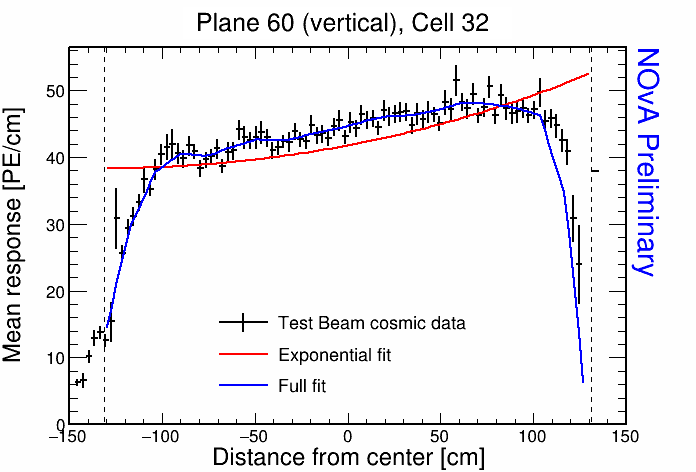 Plane 60 (vertical), Cell 32
NOvA Preliminary
Mean response [PE/cm]
50
40
30
20
10
0
Test Beam cosmic data
Exponential fit
Full fit
−150 −100 −50 0 50 100 150
Distance from center [cm]